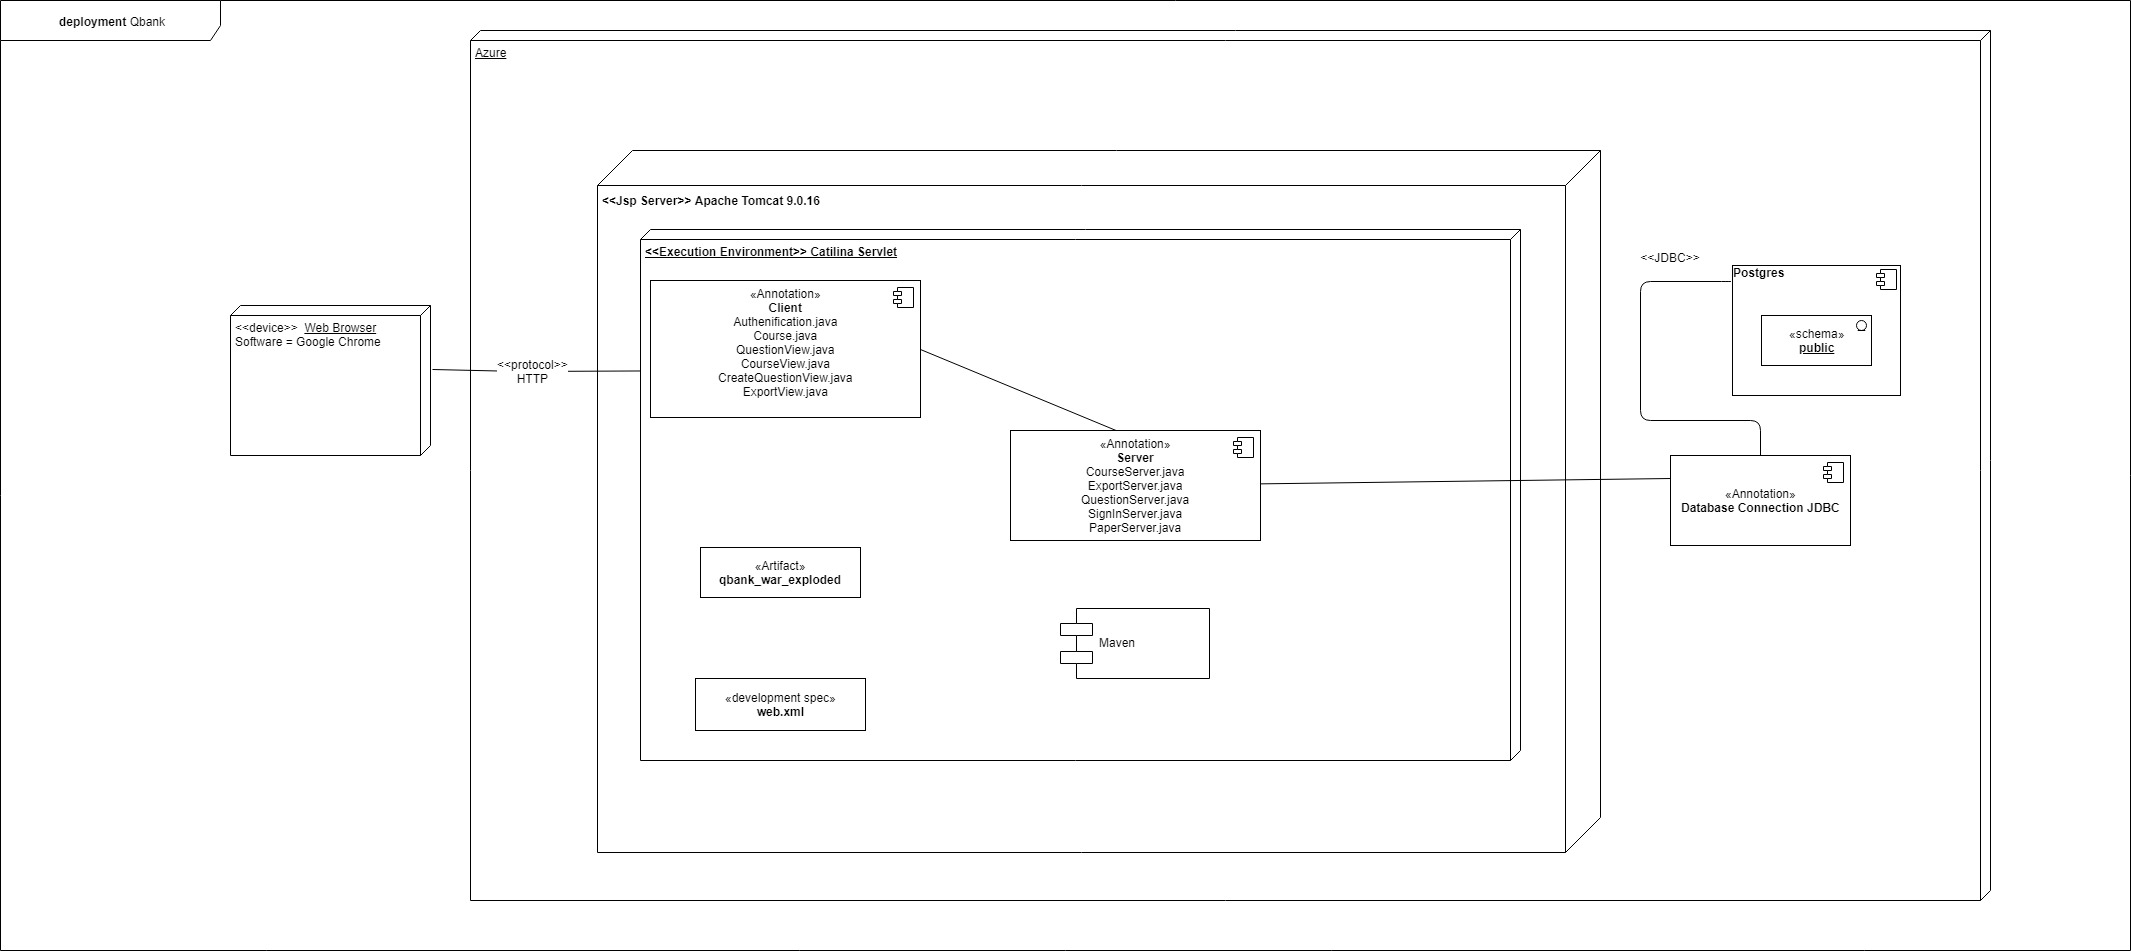 deployment Qbank
Azure
<<Jsp Server>> Apache Tomcat 9.0.16
<<Execution Environment>> Catilina Servlet
«Annotation»
Client
Authenification.java
Course.java
QuestionView.java
CourseView.java
CreateQuestionView.java
ExportView.java
<<device>> Web Browser
Software = Google Chrome
<<protocol>>
HTTP
«Annotation»
Server
CourseServer.java
ExportServer.java
QuestionServer.java
SignInServer.java
PaperServer.java
<<JDBC>>
Postgres
«schema»
public
«Annotation»
Database Connection JDBC
«Artifact»
qbank_war_exploded
Maven
«development spec»
web.xml